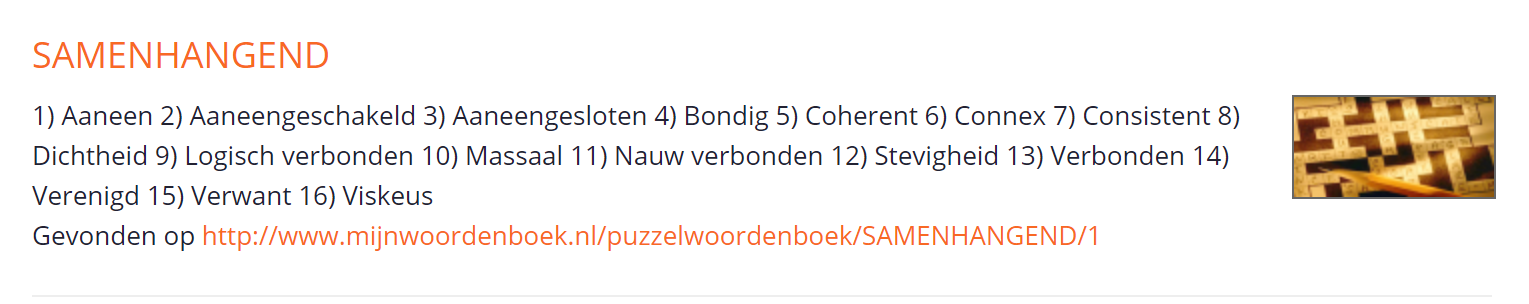 SAMENHANGEND
1) Aaneen 2) Aaneengeschakeld 3) Aaneengesloten 4) Bondig 5) Coherent 6) Connex 7) Consistent 8)
Dichtheid 9) Logisch verbonden 10) Massaal 11) Nauw verbonden 12) Stevigheid 13) Verbonden 14)
Verenigd 15) Verwant 16) Viskeus
Gevonden op http://www.mijnwoordenboek.nl/puzzelwoordenboek/SAMENHANGEND/1